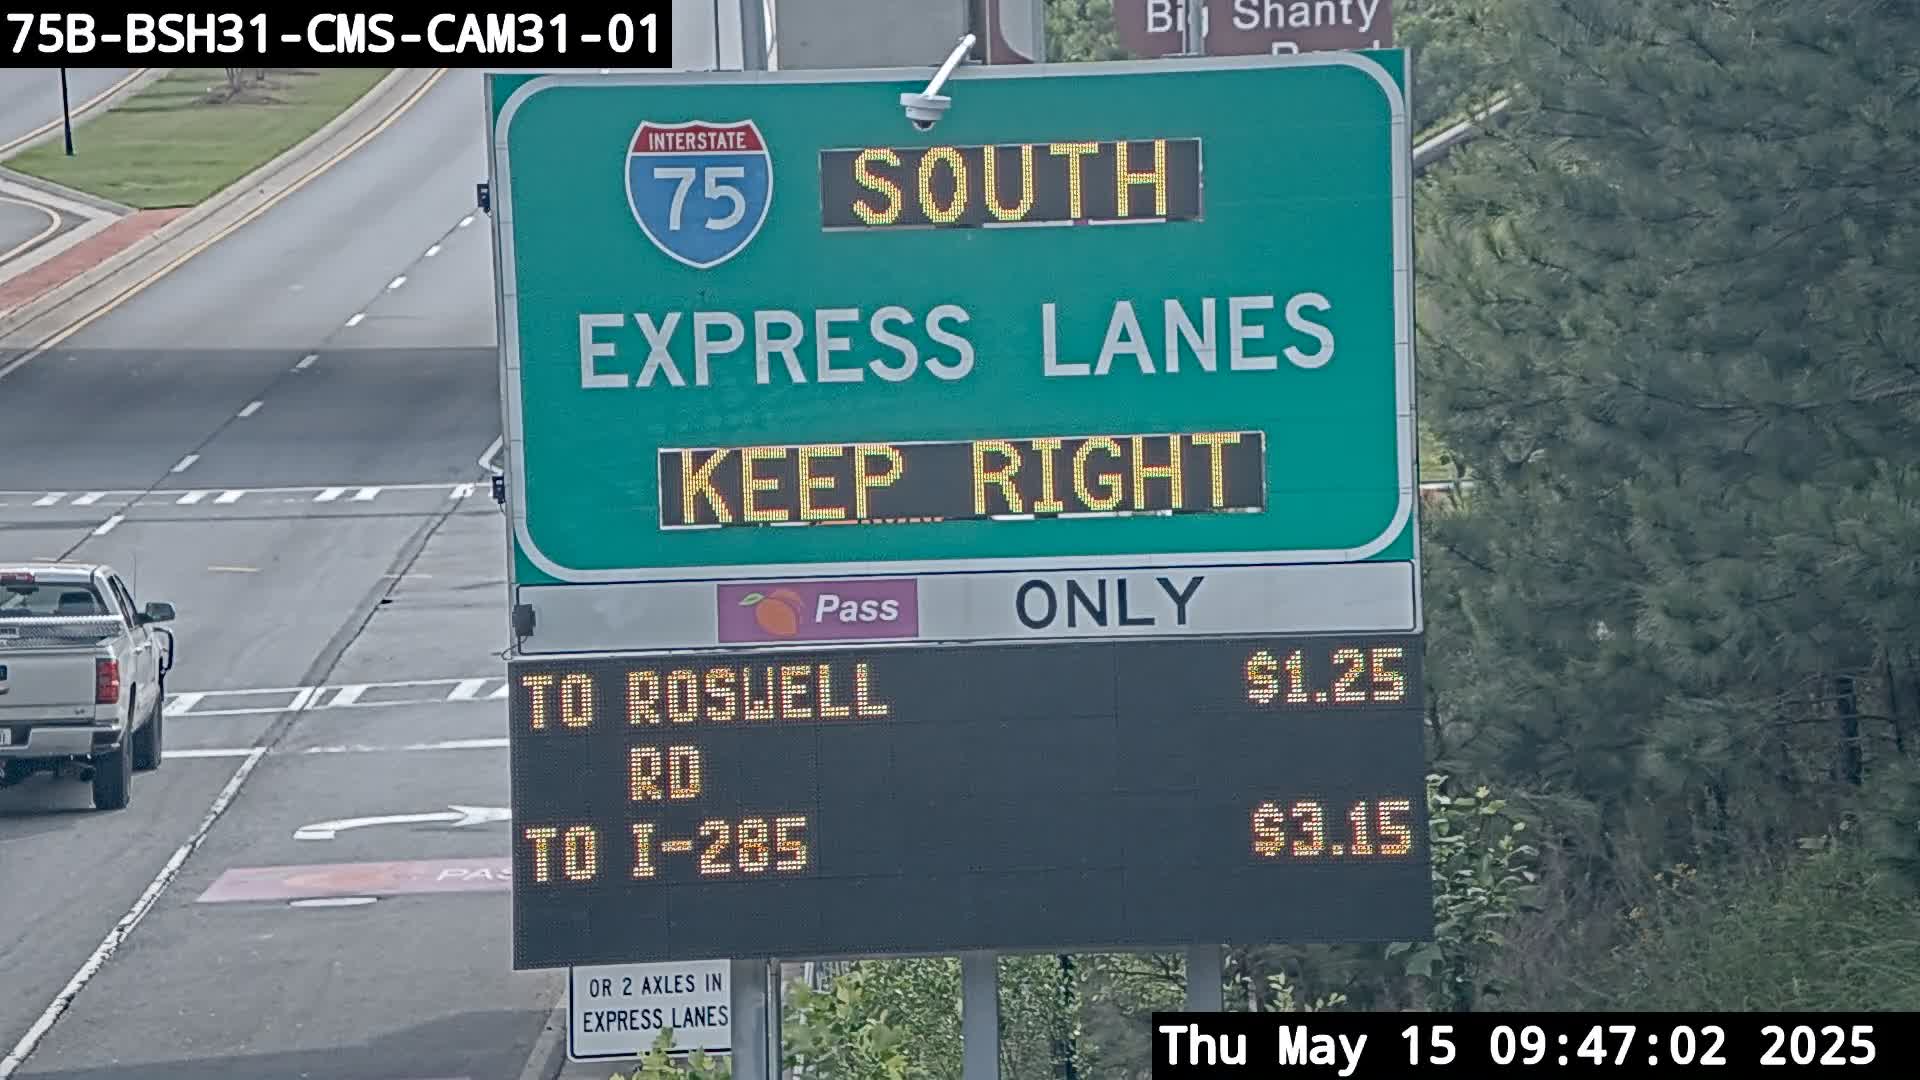 75B-BSH31-CMS-CAM31-01
Big Shanty
Road
INTERSTATE
75
SOUTH
EXPRESS LANES
KEEP RIGHT
Pass
ONLY
TO ROSWELL $1.25
RD
TO I-285 $3.15
PAS
OR 2 AXLES IN
EXPRESS LANES
Thu May 15 09:47:02 2025